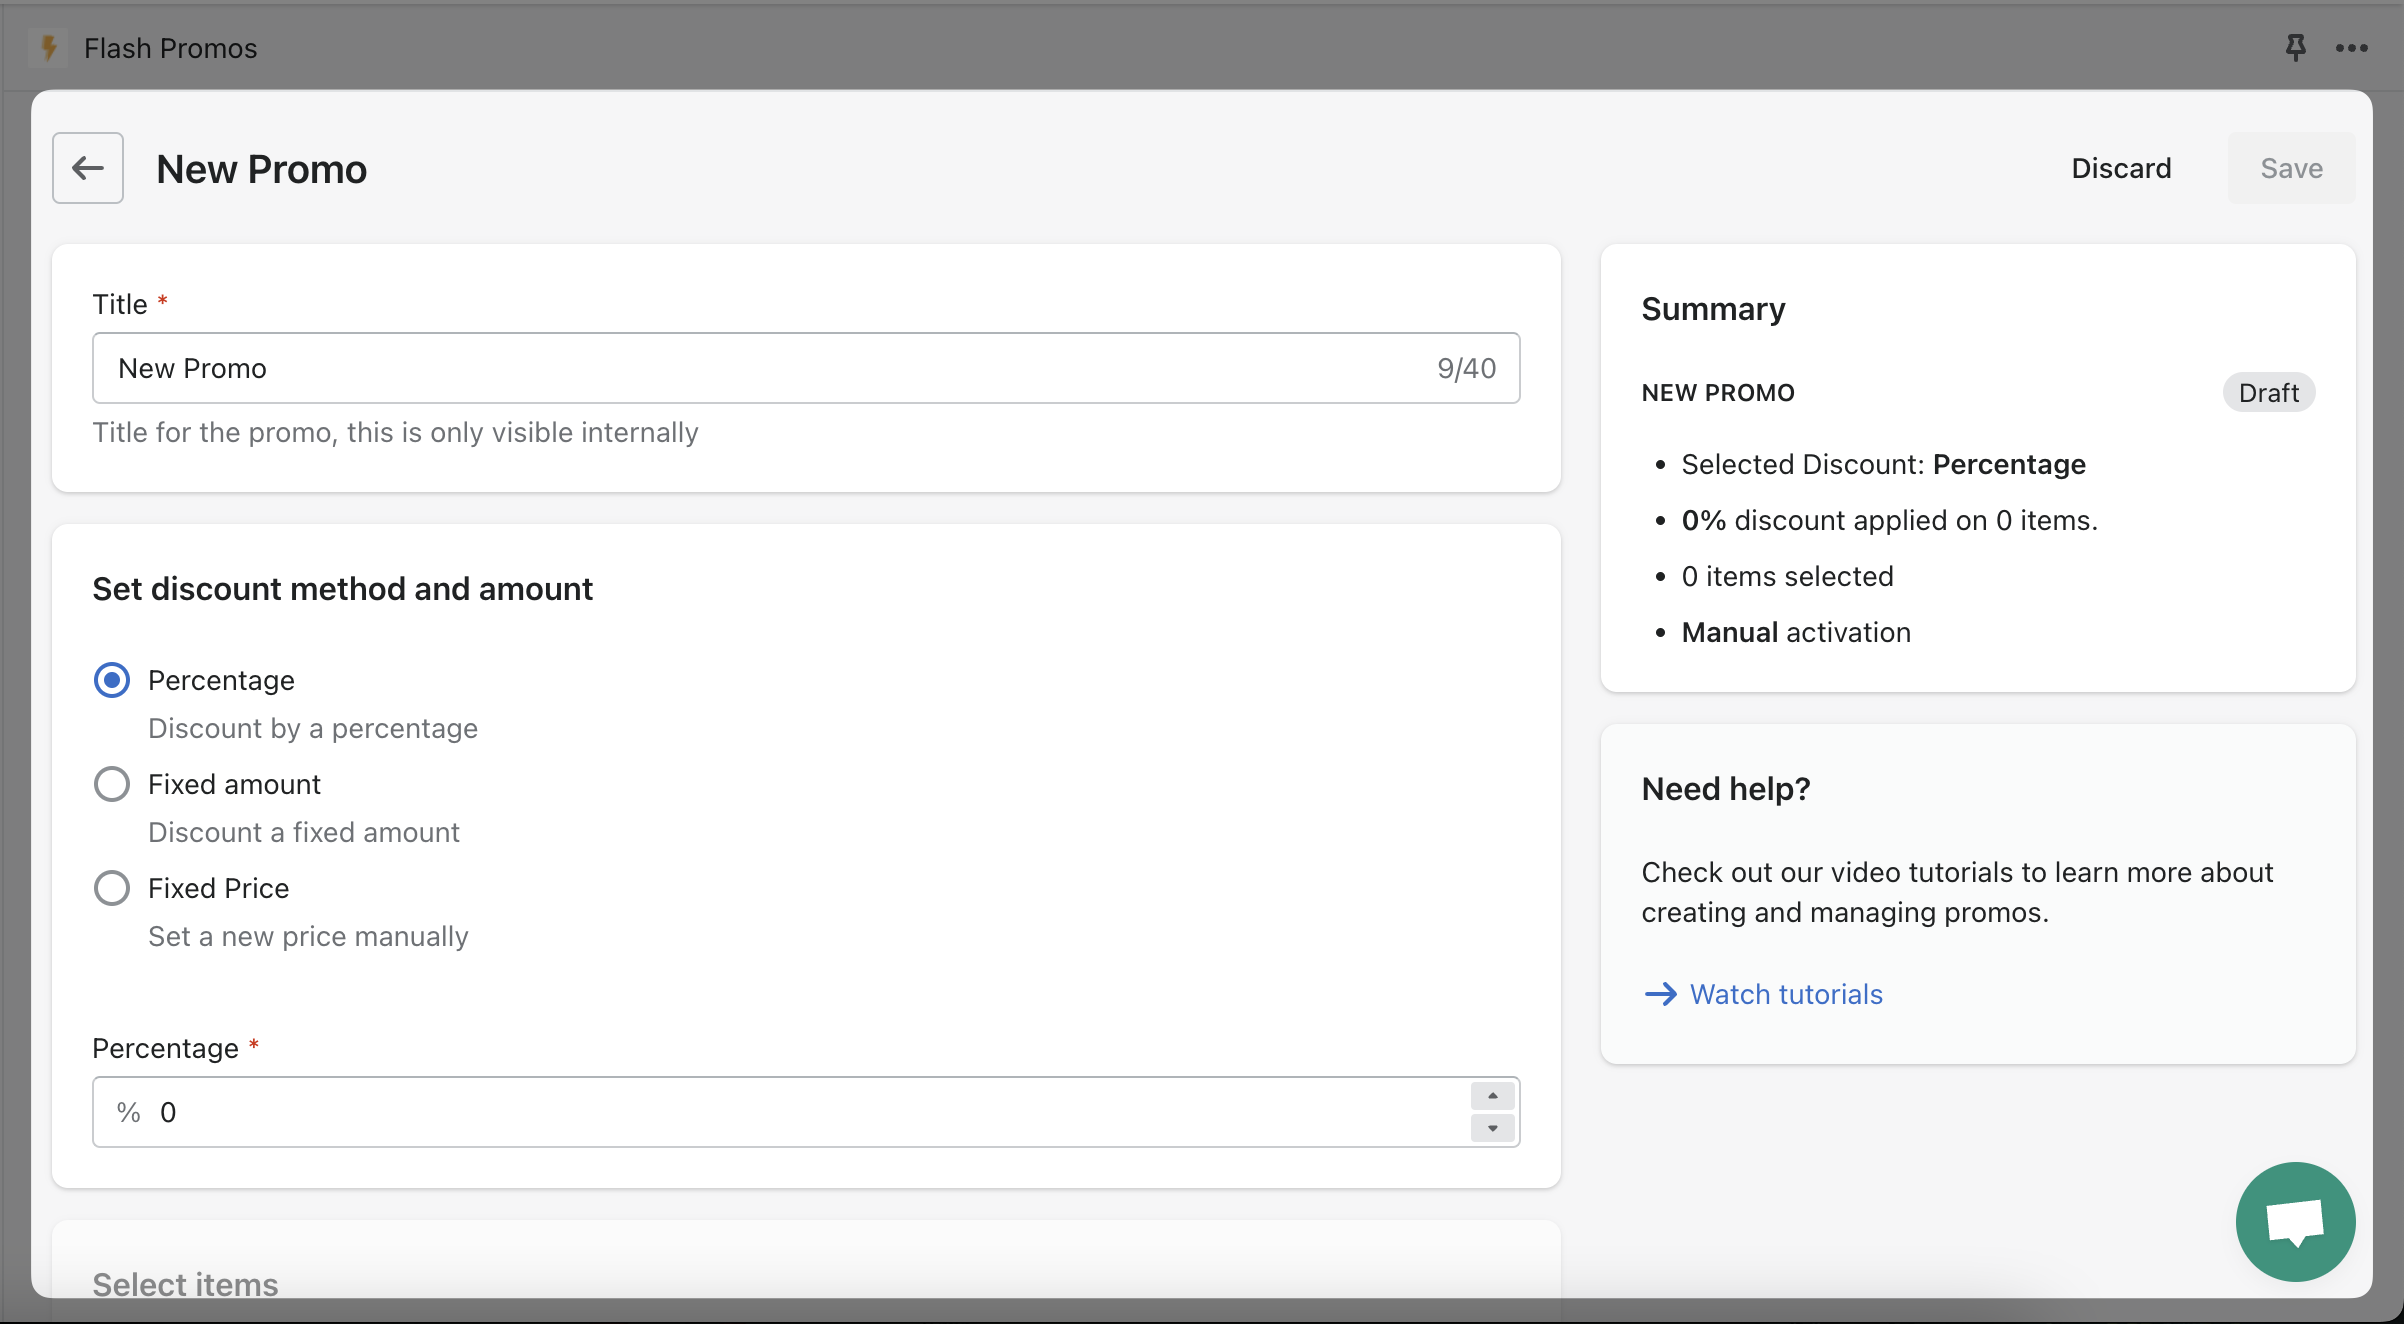 Flash Promos
New Promo
Discard
Save
Title *
New Promo
9/40
Title for the promo, this is only visible internally
Set discount method and amount
Percentage
Discount by a percentage
Fixed amount
Discount a fixed amount
Fixed Price
Set a new price manually
Percentage *
% 0
Select items
Summary
NEW PROMO
Draft
• Selected Discount: Percentage
• 0% discount applied on 0 items.
• 0 items selected
• Manual activation
Need help?
Check out our video tutorials to learn more about
creating and managing promos.
Watch tutorials